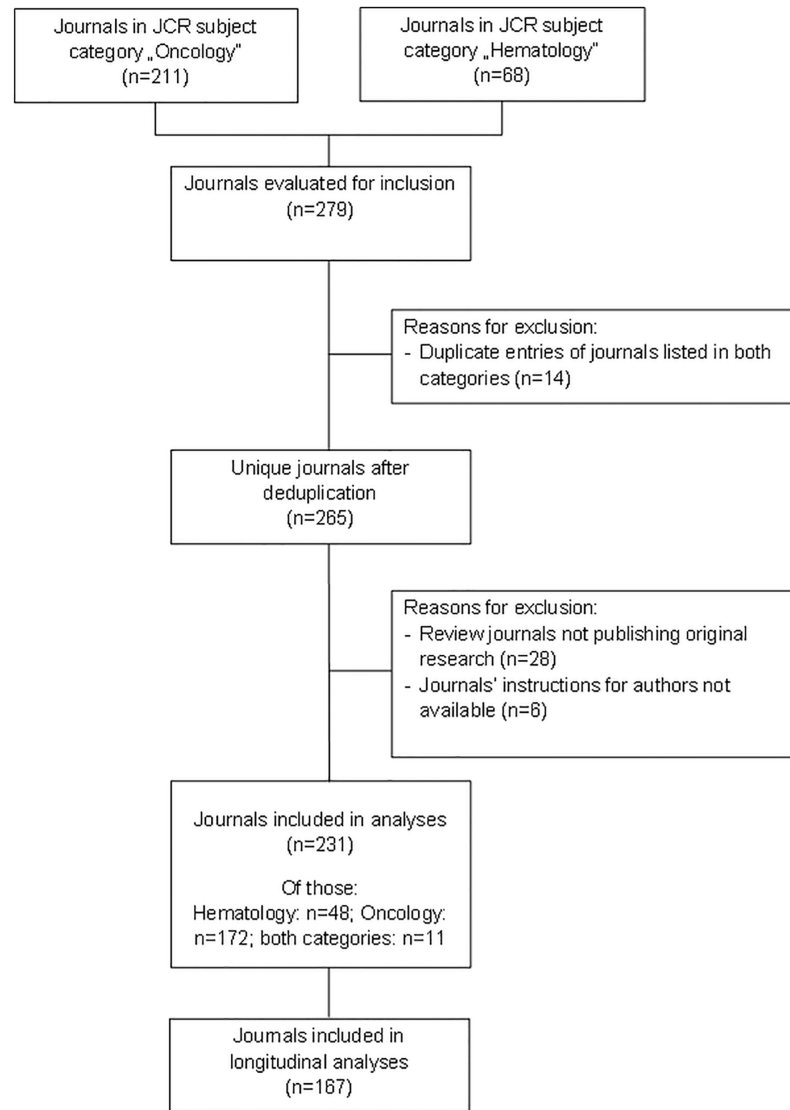 Journals in JCR subject
category „Oncology"
(n=211)
Journals in JCR subject
category „Hematology"
(n=68)
Journals evaluated for inclusion
(n=279)
Reasons for exclusion:
- Duplicate entries of journals listed in both
categories (n=14)
Unique journals after
deduplication
(n=265)
Reasons for exclusion:
- Review journals not publishing original
research (n=28)
- Journals' instructions for authors not
available (n=6)
Journals included in analyses
(n=231)
Of those:
Hematology: n=48; Oncology:
n=172; both categories: n=11
Journals included in
longitudinal analyses
(n=167)